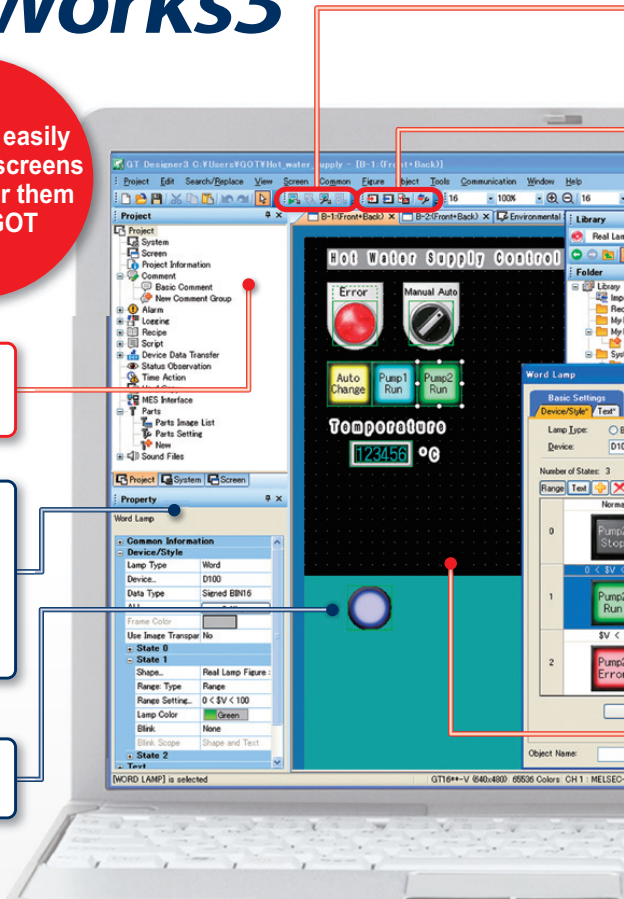 Works3
easily
screens
r them
GOT
GT Designer3 C:¥Users¥GOT¥Hot_water_supply - [B-1:(Front+Back)]
Project Edit Search/Replace View Screen Common Figure Object Tools Communication Window Help
16 100% 16
Project
B-1:(Front+Back) B-2:(Front+Back) Environmental
Project
System
Screen
Project Information
Comment
Basic Comment
New Comment Group
Alarm
Logging
Recipe
Script
Device Data Transfer
Status Observation
Time Action
MES Interface
Parts
Parts Image List
Parts Setting
New
Sound Files
Project System Screen
Property
Word Lamp
Common Information
Device/Style
Lamp Type Word
Device... D100
Data Type Signed BIN16
Frame Color
Use Image Transpar No
State 0
State 1
Shape... Real Lamp Figure :
Range: Type Range
Range Setting... 0 < $V < 100
Lamp Color Green
Blink None
Blink Scope Shape and Text
State 2
Text
[WORD LAMP] is selected
GT16**-V (640x480) 65536 Colors CH 1 : MELSEC-
Hot Water Supply Control
Error
Manual Auto
Auto
Change
Pump1
Run
Pump2
Run
Temperature
123456 °C
Library
Real Lam
Folder
Library
Impo
Rec
My
My
Sys
Word Lamp
Basic Settings
Device/Style* Text*
Lamp Type: B
Device: D10
Number of States: 3
Range Text
Norma
0
Pump2
Stop
0 < $V <
1
Pump2
Run
$V <
2
Pump2
Error
Object Name: